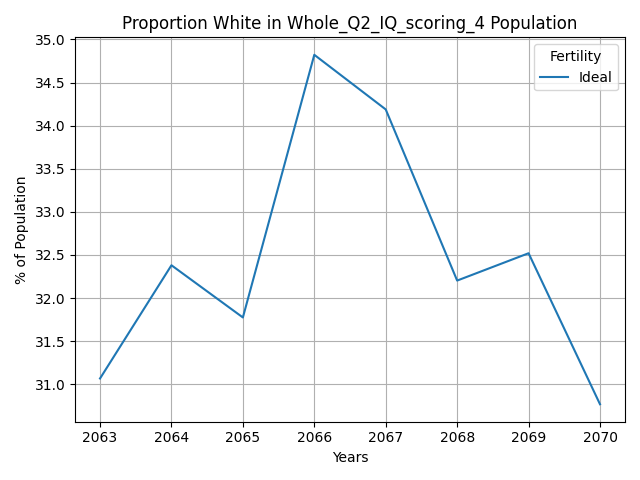 Proportion White in Whole_Q2_IQ_scoring_4 Population
Fertility
Ideal
% of Population
35.0
34.5
34.0
33.5
33.0
32.5
32.0
31.5
31.0
2063 2064 2065 2066 2067 2068 2069 2070
Years